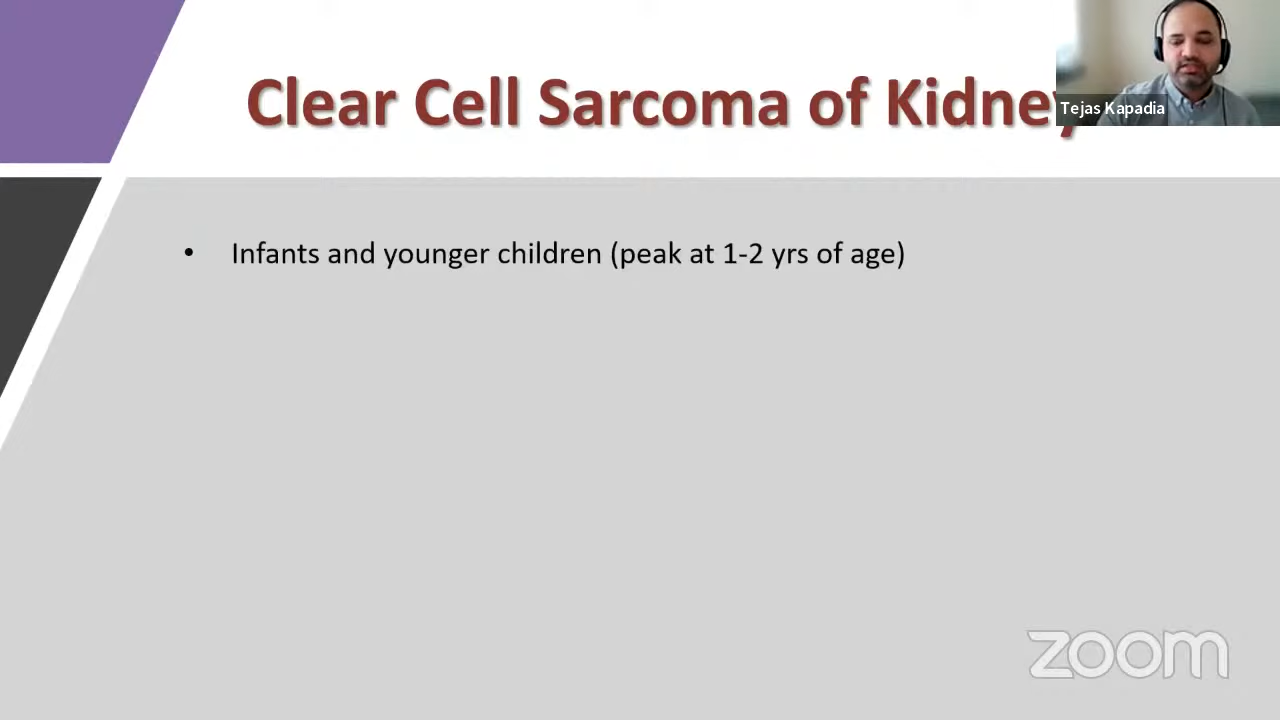 Clear Cell Sarcoma of Kidney
Tejas Kapadia
• Infants and younger children (peak at 1-2 yrs of age)
zoom